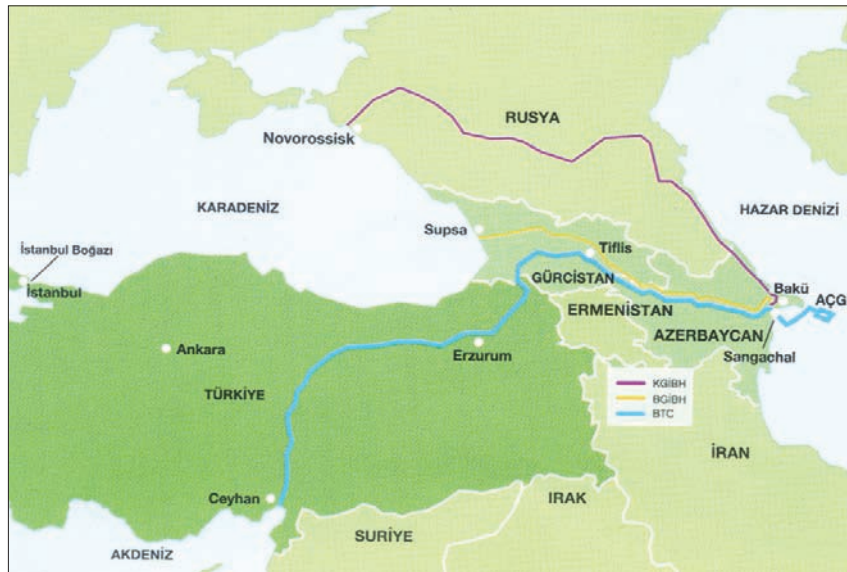 RUSYA
Novorossisk
KARADENİZ
HAZAR DENİZİ
Supsa
İstanbul Boğazı
Tiflis
İstanbul
GÜRCİSTAN
Bakü
AÇG
ERMENİSTAN
AZERBAYCAN
Ankara
Erzurum
Sangachal
TÜRKİYE
KGİBH
BGİBH
BTC
İRAN
Ceyhan
IRAK
SURİYE
AKDENİZ